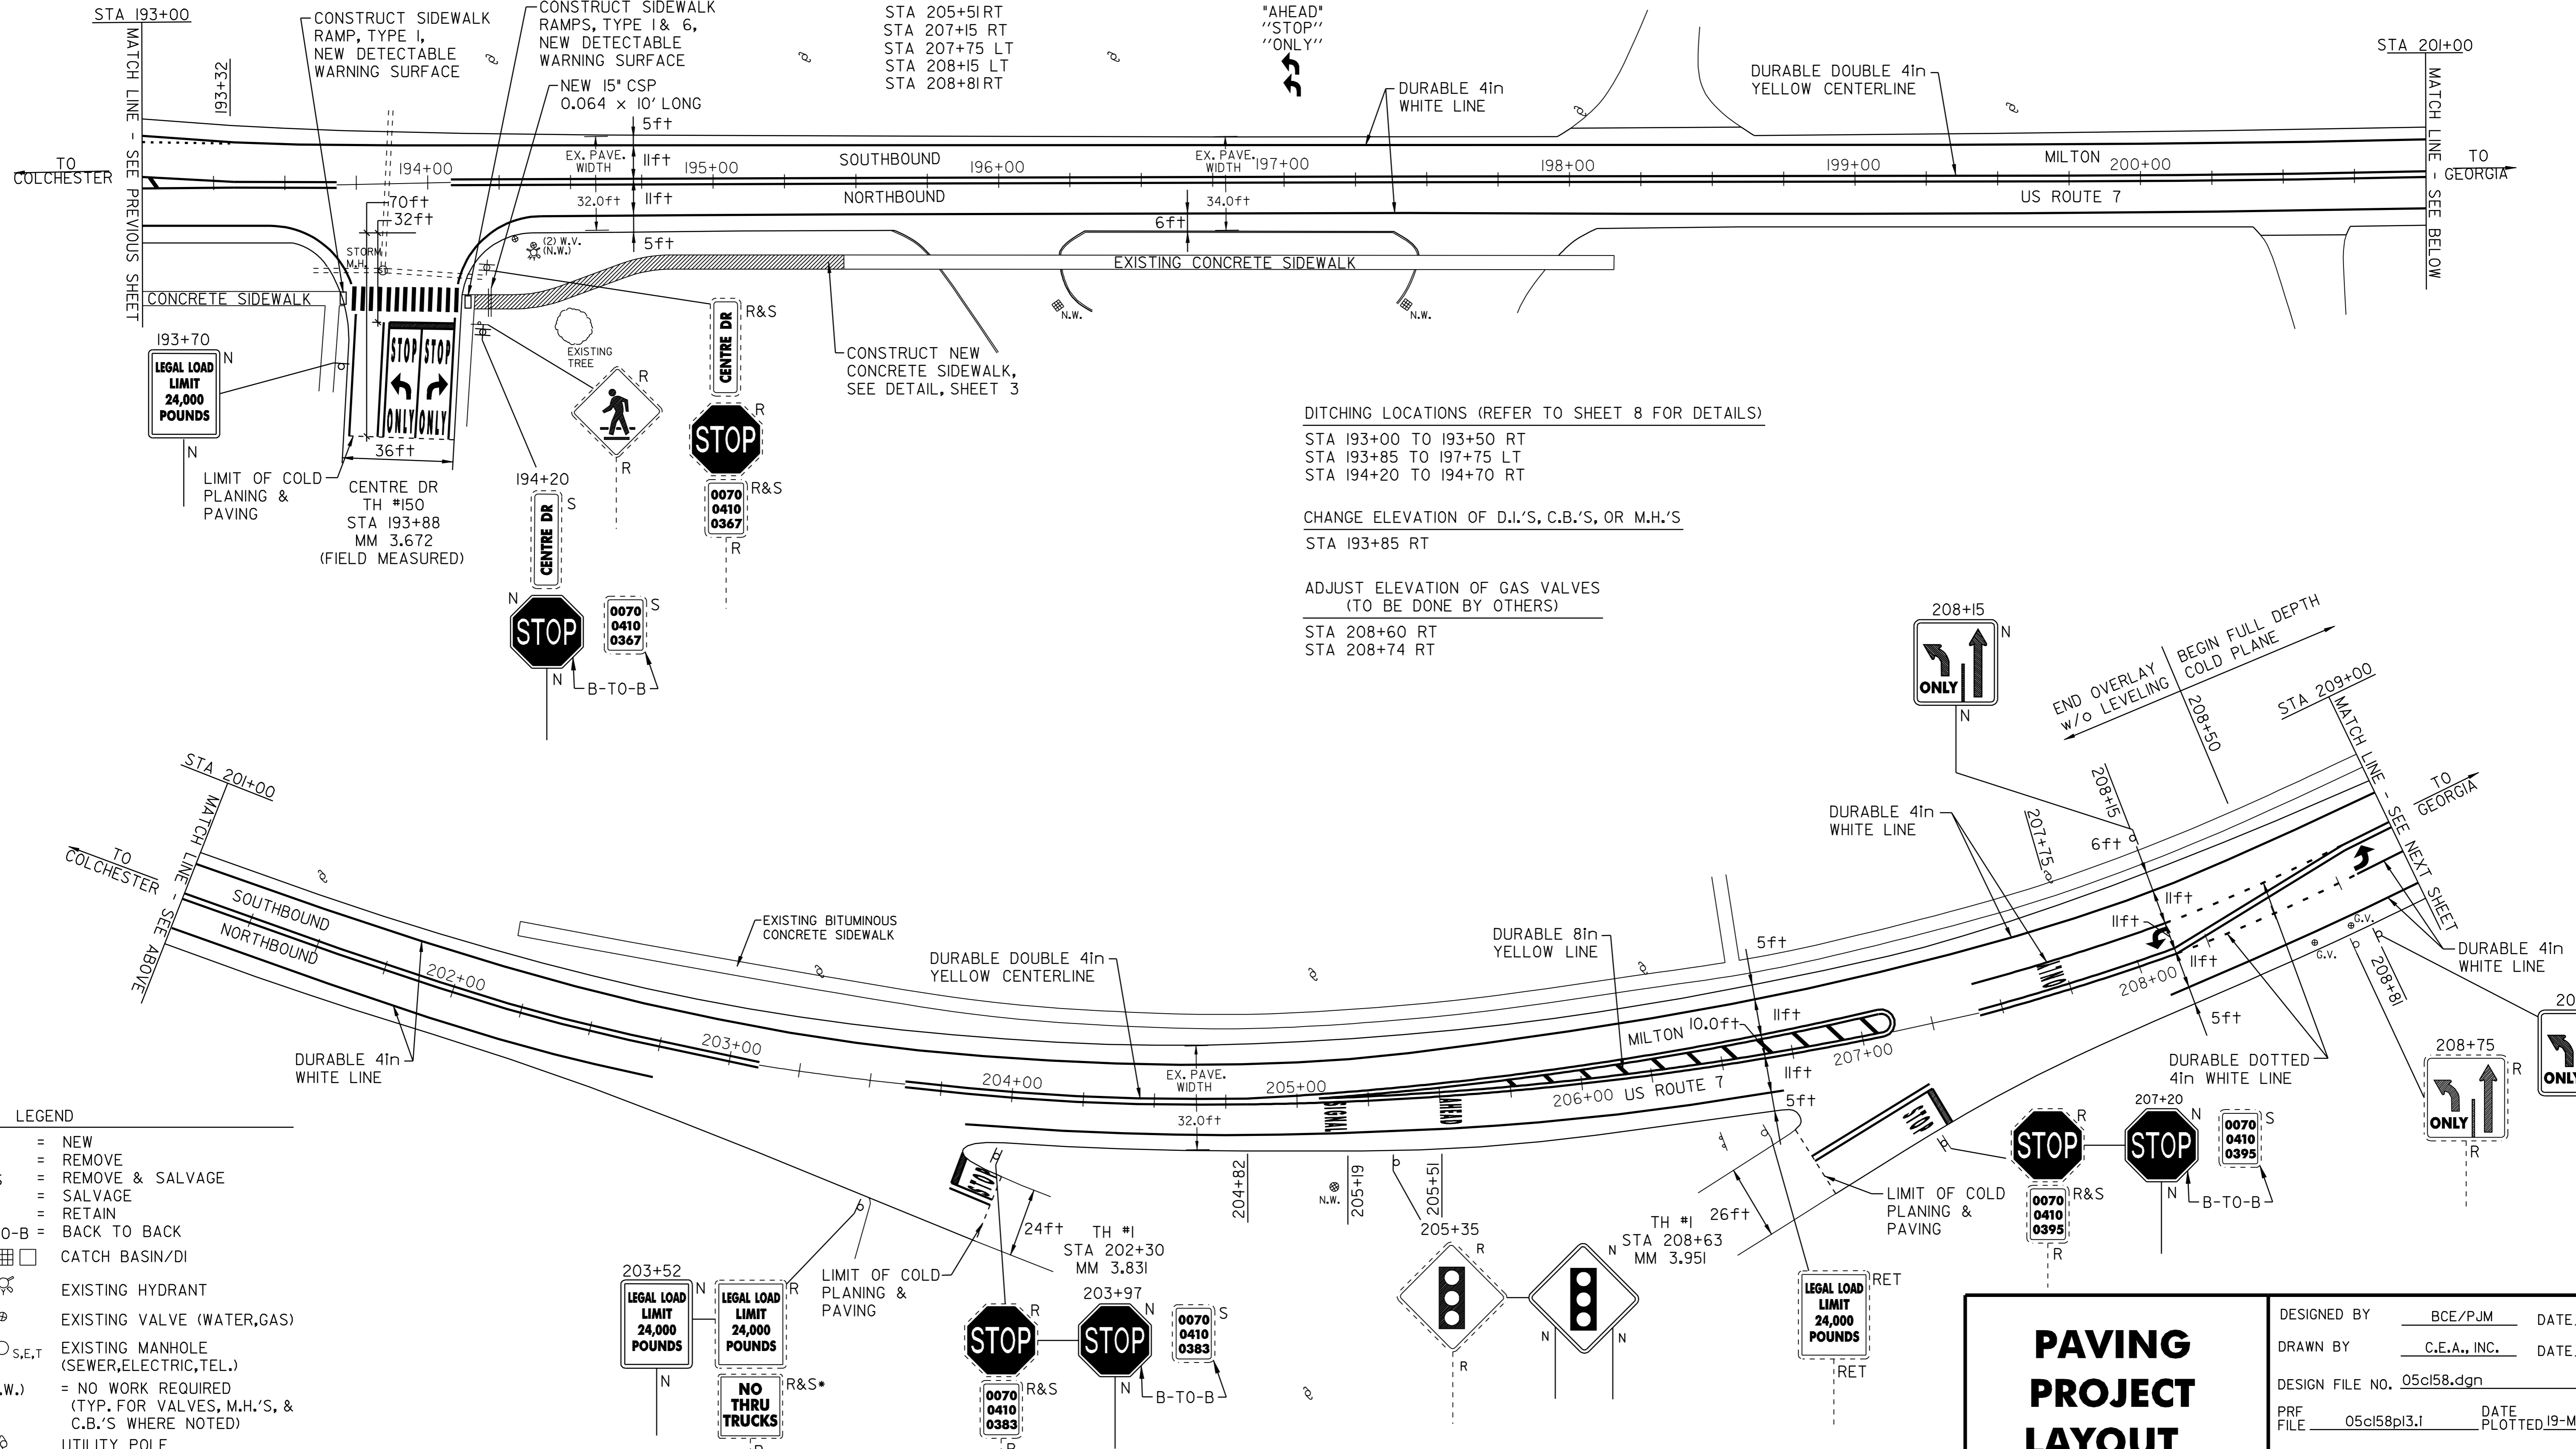 STA 193+00
MATCH LINE - SEE PREVIOUS SHEET
TO
COLCHESTER
193+32
CONSTRUCT SIDEWALK
RAMP, TYPE 1,
NEW DETECTABLE
WARNING SURFACE
CONSTRUCT SIDEWALK
RAMPS, TYPE 1 & 6,
NEW DETECTABLE
WARNING SURFACE
NEW 15" CSP
0.064 x 10' LONG
STA 205+51 RT
STA 207+15 RT
STA 207+75 LT
STA 208+15 LT
STA 208+81 RT
"AHEAD"
"STOP"
"ONLY"
DURABLE 4in
WHITE LINE
DURABLE DOUBLE 4in
YELLOW CENTERLINE
STA 201+00
MATCH LINE - SEE BELOW
TO
GEORGIA
5ft
11ft
11ft
5ft
EX. PAVE.
WIDTH
32.0ft
EX. PAVE.
WIDTH
34.0ft
6ft
194+00
195+00
196+00
197+00
198+00
199+00
200+00
SOUTHBOUND
NORTHBOUND
MILTON
US ROUTE 7
70ft
32ft
STORM
M.H.
(2) W.V.
(N.W.)
CONCRETE SIDEWALK
EXISTING CONCRETE SIDEWALK
N.W.
N.W.
EXISTING
TREE
CONSTRUCT NEW
CONCRETE SIDEWALK,
SEE DETAIL, SHEET 3
193+70
LEGAL LOAD
LIMIT
24,000
POUNDS
N
N
STOP
STOP
ONLY
ONLY
36ft
LIMIT OF COLD
PLANING &
PAVING
CENTRE DR
TH #150
STA 193+88
MM 3.672
(FIELD MEASURED)
R
R
CENTRE DR
R&S
STOP
R
0070
0410
0367
R&S
R
194+20
CENTRE DR
S
N
STOP
N
0070
0410
0367
S
B-TO-B
DITCHING LOCATIONS (REFER TO SHEET 8 FOR DETAILS)
STA 193+00 TO 193+50 RT
STA 193+85 TO 197+75 LT
STA 194+20 TO 194+70 RT
CHANGE ELEVATION OF D.I.'S, C.B.'S, OR M.H.'S
STA 193+85 RT
ADJUST ELEVATION OF GAS VALVES
(TO BE DONE BY OTHERS)
STA 208+60 RT
STA 208+74 RT
208+15
ONLY
N
N
END OVERLAY
w/o LEVELING
BEGIN FULL DEPTH
COLD PLANE
208+50
STA 209+00
MATCH LINE - SEE NEXT SHEET
TO
GEORGIA
STA 201+00
MATCH LINE - SEE ABOVE
TO
COLCHESTER
SOUTHBOUND
NORTHBOUND
202+00
203+00
204+00
205+00
206+00
207+00
208+00
DURABLE 4in
WHITE LINE
EXISTING BITUMINOUS
CONCRETE SIDEWALK
DURABLE DOUBLE 4in
YELLOW CENTERLINE
EX. PAVE.
WIDTH
32.0ft
DURABLE 8in
YELLOW LINE
DURABLE 4in
WHITE LINE
207+75
208+15
6ft
11ft
11ft
11ft
5ft
5ft
11ft
10.0ft
11ft
5ft
MILTON
US ROUTE 7
SIGNAL
AHEAD
ONLY
G.V.
G.V.
208+81
DURABLE 4in
WHITE LINE
DURABLE DOTTED
4in WHITE LINE
20
ONLY
208+75
ONLY
R
R
204+82
205+19
205+51
N.W.
STOP
24ft
LIMIT OF COLD
PLANING &
PAVING
TH #1
STA 202+30
MM 3.831
203+52
LEGAL LOAD
LIMIT
24,000
POUNDS
N
N
LEGAL LOAD
LIMIT
24,000
POUNDS
R
NO
THRU
TRUCKS
R&S*
R
STOP
R
0070
0410
0383
R&S
R
203+97
STOP
N
N
0070
0410
0383
S
B-TO-B
205+35
R
R
N
N
N
TH #1
STA 208+63
MM 3.951
26ft
STOP
LIMIT OF COLD
PLANING &
PAVING
LEGAL LOAD
LIMIT
24,000
POUNDS
RET
RET
STOP
R
0070
0410
0395
R&S
R
207+20
STOP
N
N
0070
0410
0395
S
B-TO-B
LEGEND
= NEW
= REMOVE
S = REMOVE & SALVAGE
= SALVAGE
= RETAIN
O-B = BACK TO BACK
CATCH BASIN/DI
EXISTING HYDRANT
EXISTING VALVE (WATER,GAS)
EXISTING MANHOLE
S,E,T
(SEWER,ELECTRIC,TEL.)
.W.) = NO WORK REQUIRED
(TYP. FOR VALVES, M.H.'S, &
C.B.'S WHERE NOTED)
UTILITY POLE
PAVING
PROJECT
LAYOUT
DESIGNED BY BCE/PJM DATE
DRAWN BY C.E.A., INC. DATE
DESIGN FILE NO. 05c158.dgn
PRF
FILE 05c158p13.i
DATE
PLOTTED 19-M